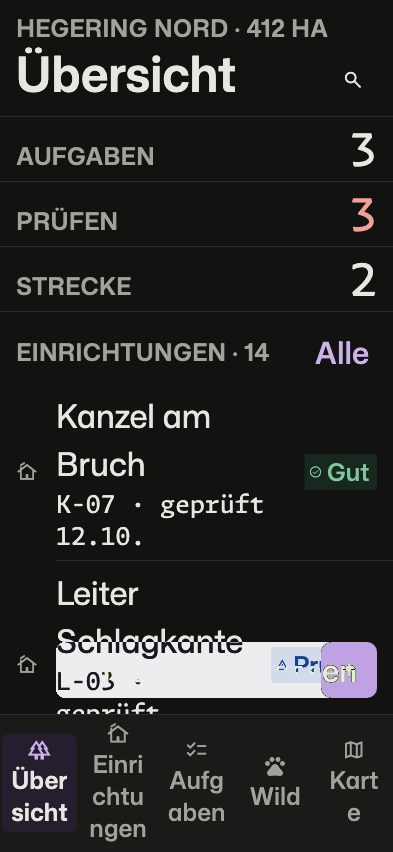 HEGERING NORD · 412 HA
Übersicht
AUFGABEN
3
PRÜFEN
3
STRECKE
2
EINRICHTUNGEN · 14
Alle
Kanzel am
Bruch
Gut
K-07 · geprüft
12.10.
Leiter
Schlagkante
L-03 ·
geprüft
Über
sicht
Einri
chtu
ngen
Aufg
aben
Wild
Kart
e